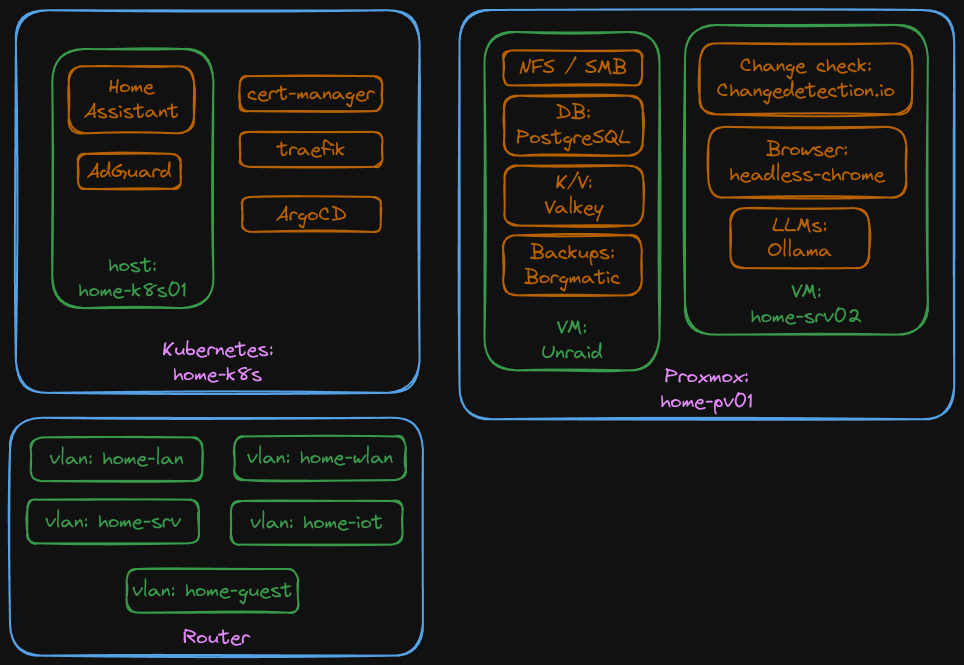 Home
Assistant
AdGuard
host:
home-k8s01
cert-manager
traefik
ArgoCD
Kubernetes:
home-k8s
NFS / SMB
DB:
PostgreSQL
K/V:
Valkey
Backups:
Borgmatic
VM:
Unraid
Change check:
Changedetection.io
Browser:
headless-chrome
LLMs:
Ollama
VM:
home-srv02
Proxmox:
home-pv01
vlan: home-lan
vlan: home-wlan
vlan: home-srv
vlan: home-iot
vlan: home-guest
Router